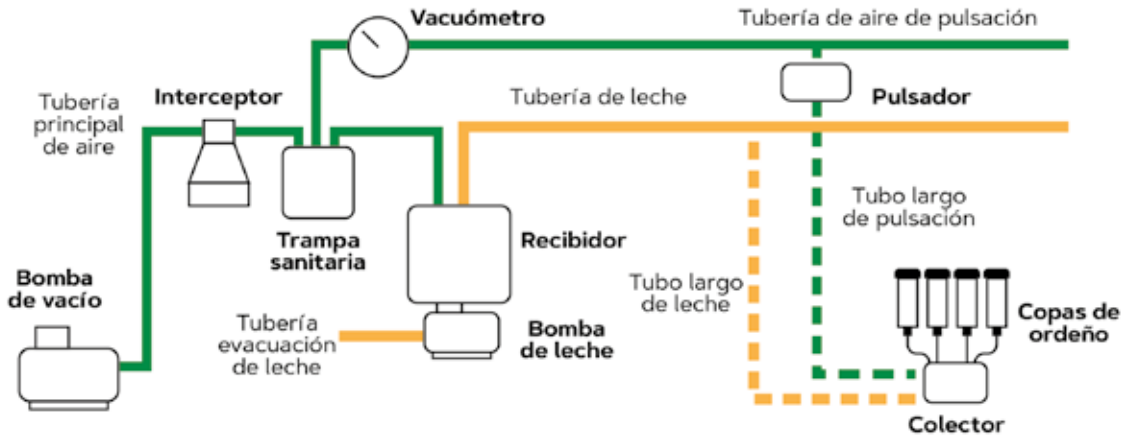 Vacuómetro
Tubería de aire de pulsación
Tubería
principal
de aire
Interceptor
Tubería de leche
Pulsador
Trampa
sanitaria
Recibidor
Tubo largo
de pulsación
Bomba
de vacío
Tubería
evacuación
de leche
Bomba
de leche
Tubo largo
de leche
Copas de
ordeño
Colector